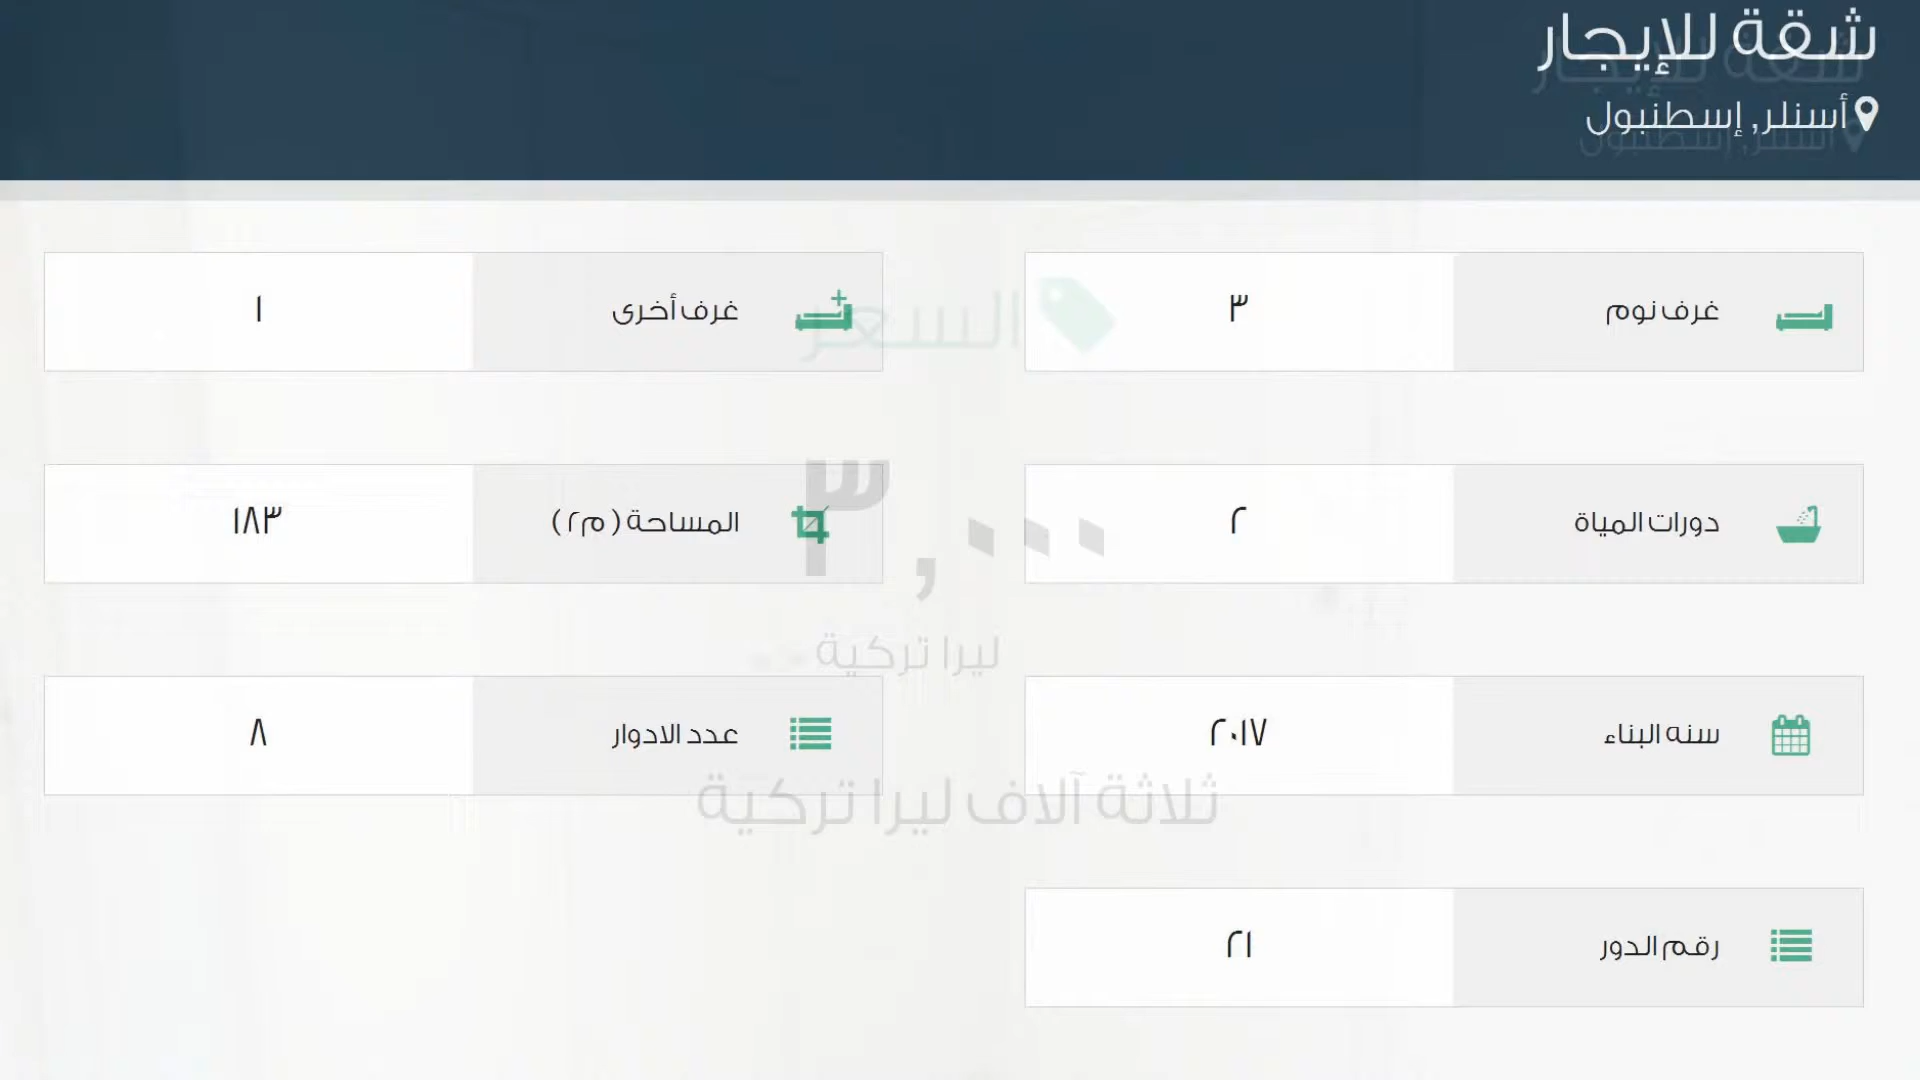 شقة للإيجار
أسنلر, إسطنبول
غرف نوم ٣
غرف أخرى ١
السعر
دورات المياة ٢
المساحة (م٢) ١٨٣
٣,٠٠٠
ليرا تركية
سنه البناء ٢٠١٧
عدد الادوار ٨
ثلاثة آلاف ليرا تركية
رقم الدور ٢١